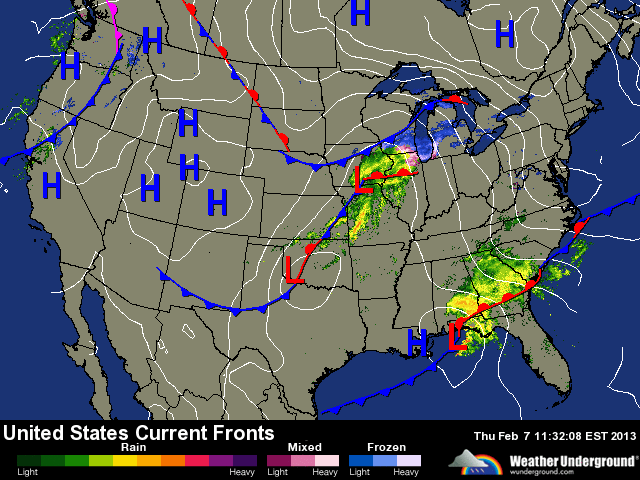 H
H
H
H
H
H
L
H
H
H
L
H
L
United States Current Fronts
Thu Feb 7 11:32:08 EST 2013
Rain
Mixed
Frozen
Light
Heavy
Light
Heavy
Light
Heavy
Weather Underground
wunderground.com